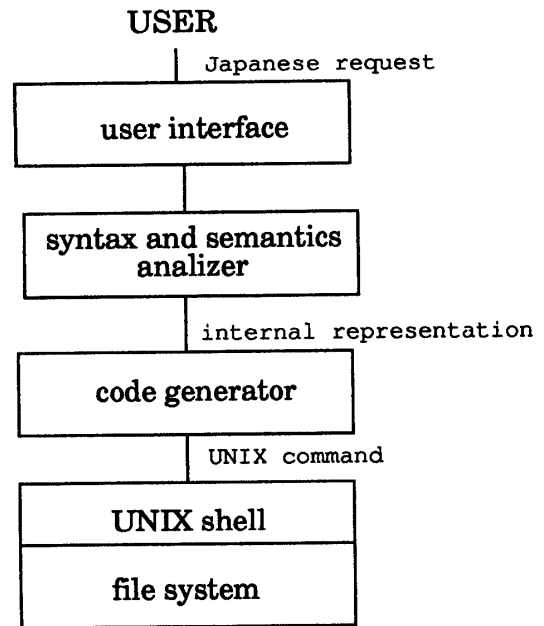 USER
Japanese request
user interface
syntax and semantics
analizer
internal representation
code generator
UNIX command
UNIX shell
file system